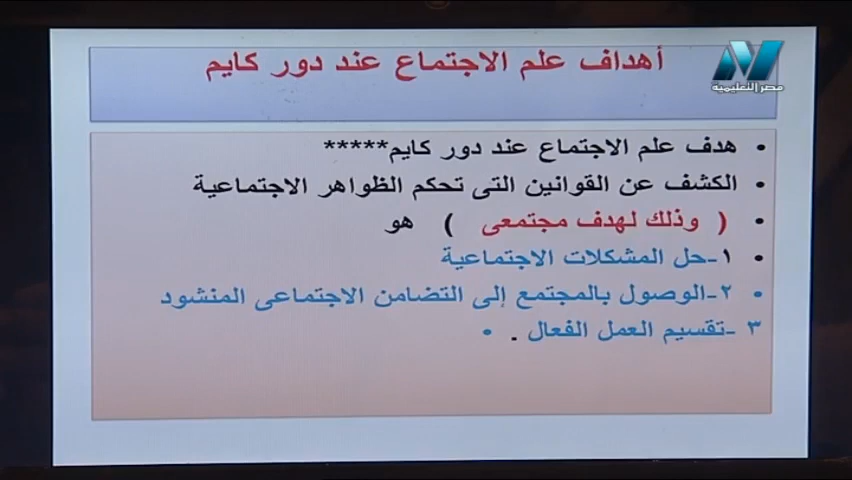 أهداف علم الاجتماع عند دور كايم
مصر التعليمية
• هدف علم الاجتماع عند دور كايم*****
• الكشف عن القوانين التى تحكم الظواهر الاجتماعية
• ( وذلك لهدف مجتمعى ) هو
• ١-حل المشكلات الاجتماعية
• ٢-الوصول بالمجتمع إلى التضامن الاجتماعى المنشود
٣ -تقسيم العمل الفعال . •